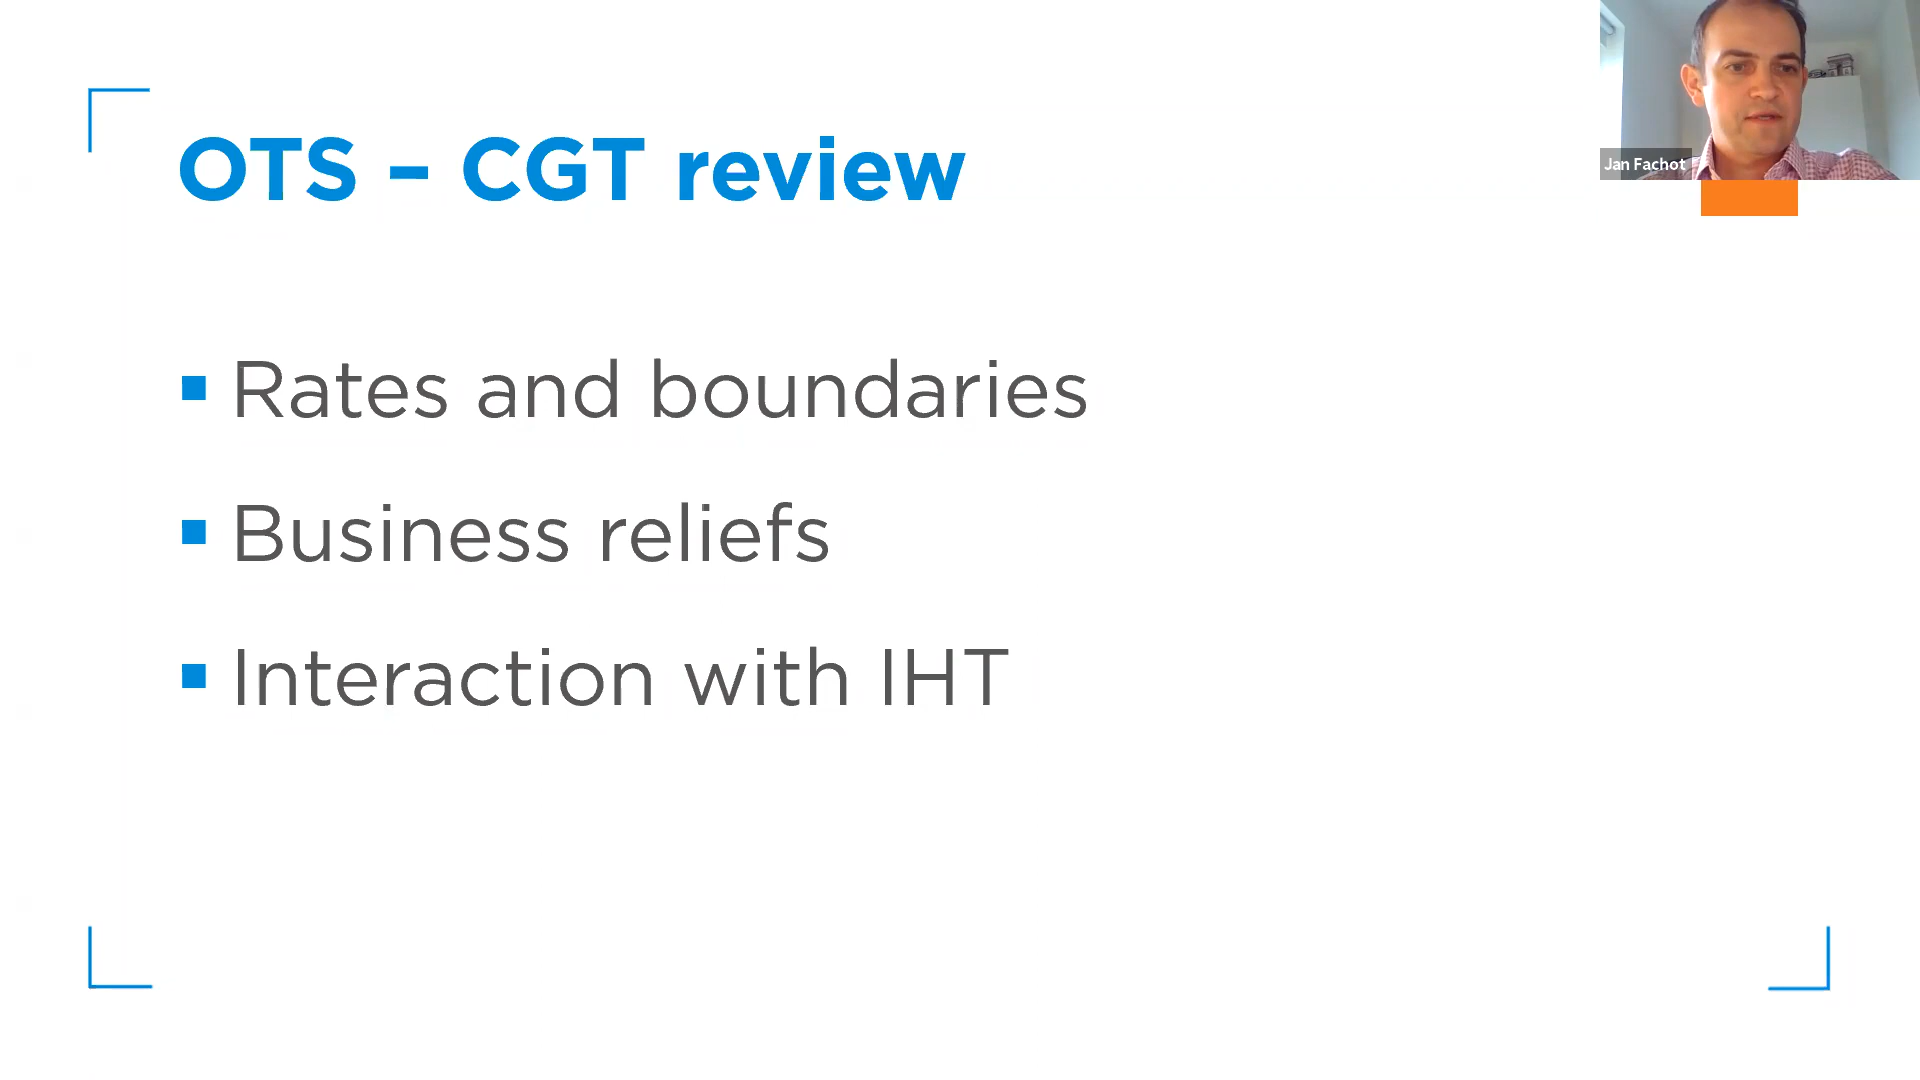 OTS – CGT review
Jan Fachot
Rates and boundaries
Business reliefs
Interaction with IHT